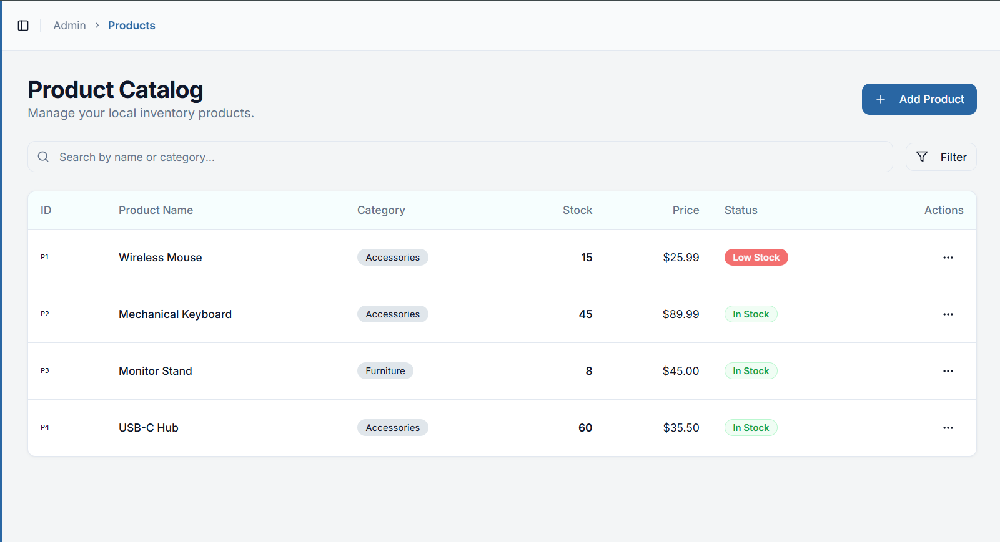 Admin > Products
Product Catalog
Manage your local inventory products.
+ Add Product
Search by name or category...
Filter
ID Product Name Category Stock Price Status Actions
P1 Wireless Mouse Accessories 15 $25.99 Low Stock ...
P2 Mechanical Keyboard Accessories 45 $89.99 In Stock ...
P3 Monitor Stand Furniture 8 $45.00 In Stock ...
P4 USB-C Hub Accessories 60 $35.50 In Stock ...